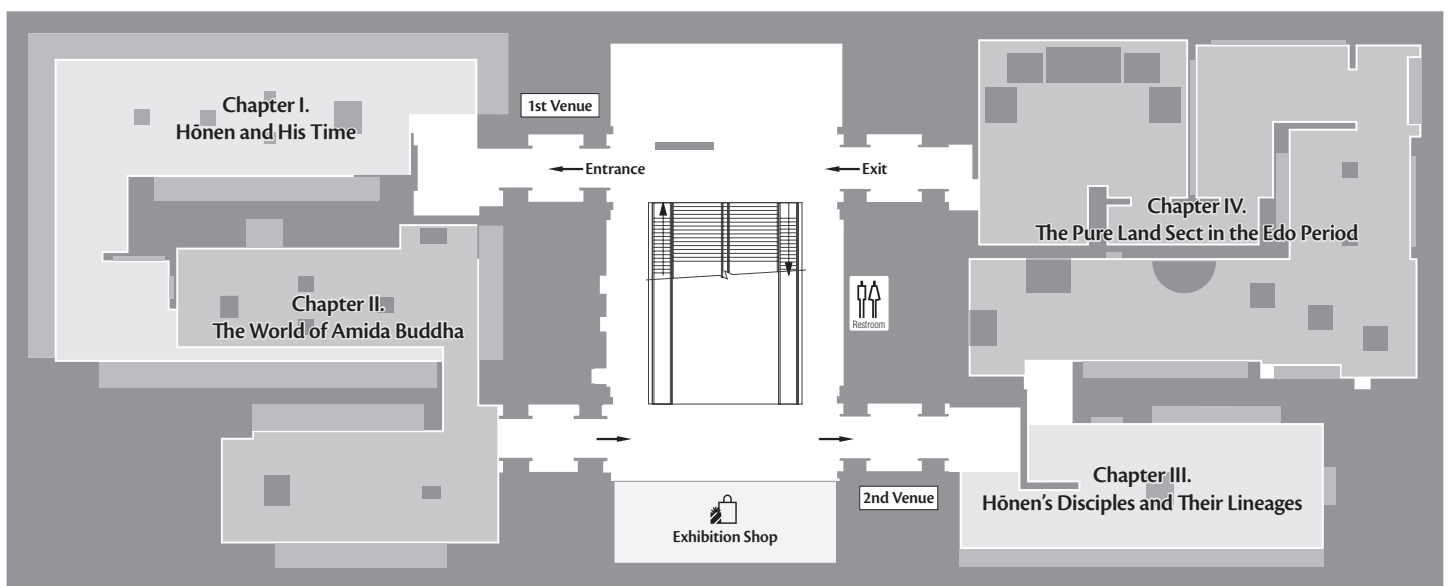 Chapter I.
Hōnen and His Time
1st Venue
Entrance
Exit
Chapter IV.
The Pure Land Sect in the Edo Period
Chapter II.
The World of Amida Buddha
Restroom
Chapter III.
Hōnen’s Disciples and Their Lineages
2nd Venue
Exhibition Shop